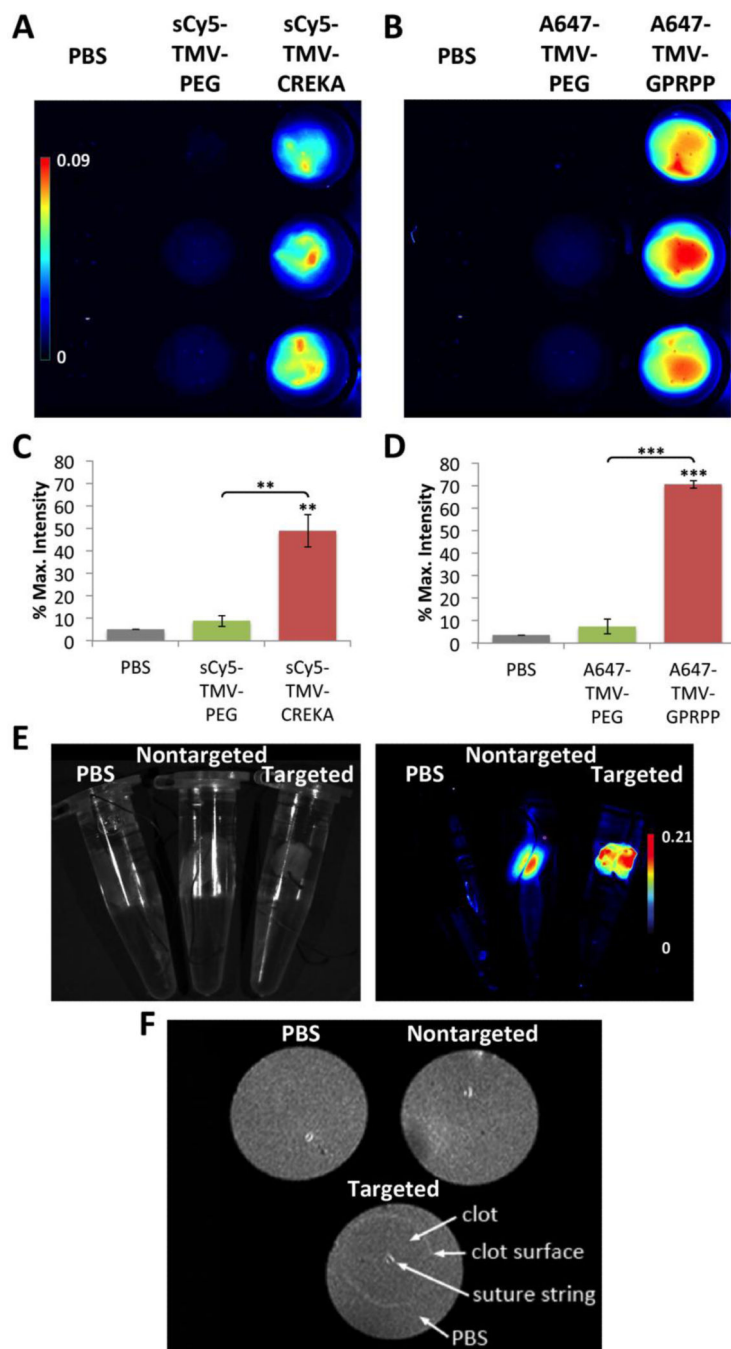 A
PBS
sCy5-
TMV-
PEG
sCy5-
TMV-
CREKA
0.09
0
B
PBS
A647-
TMV-
PEG
A647-
TMV-
GPRPP
C
% Max. Intensity
80
70
60
50
40
30
20
10
0
**
**
PBS
sCy5-
TMV-
PEG
sCy5-
TMV-
CREKA
D
% Max. Intensity
80
70
60
50
40
30
20
10
0
***
***
PBS
A647-
TMV-
PEG
A647-
TMV-
GPRPP
E
PBS
Nontargeted
Targeted
PBS
Nontargeted
Targeted
0.21
0
F
PBS
Nontargeted
Targeted
clot
clot surface
suture string
PBS